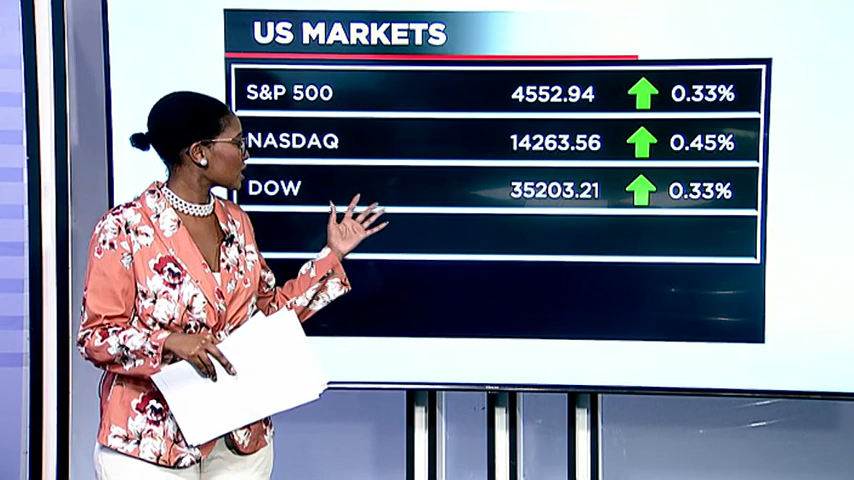 US MARKETS
S&P 500 4552.94 0.33%
NASDAQ 14263.56 0.45%
DOW 35203.21 0.33%